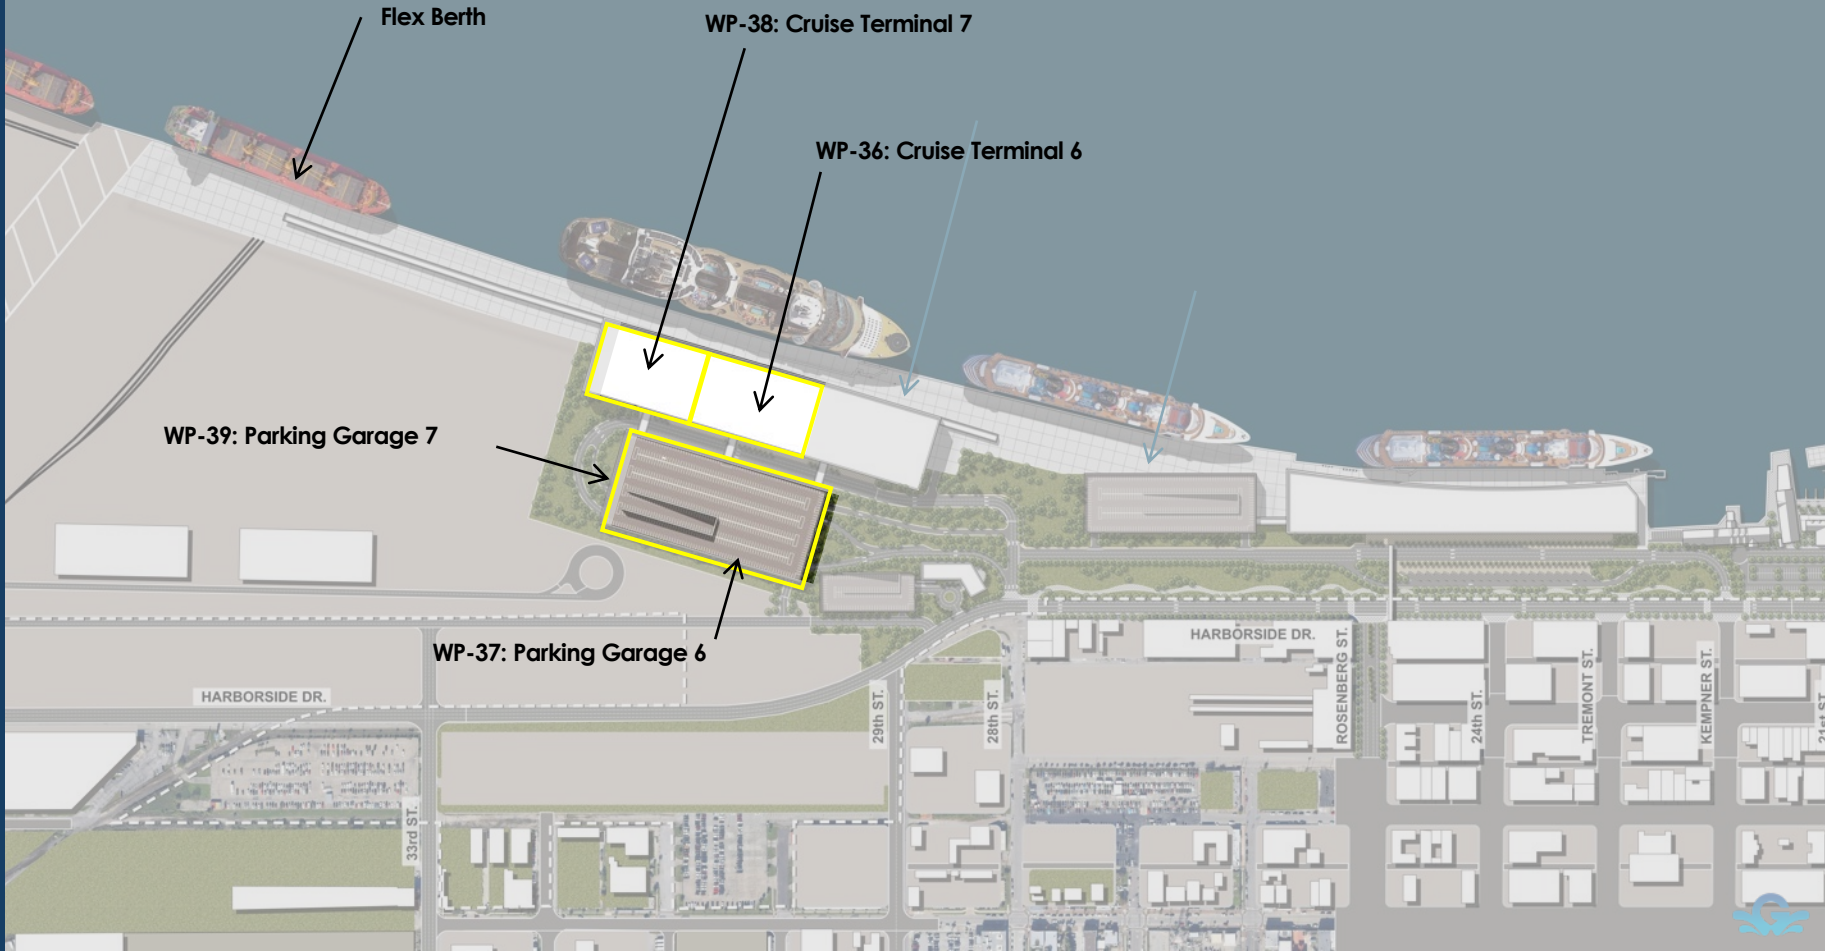 Flex Berth
WP-38: Cruise Terminal 7
WP-36: Cruise Terminal 6
WP-39: Parking Garage 7
WP-37: Parking Garage 6
HARBORSIDE DR.
HARBORSIDE DR.
33rd ST.
29th ST.
28th ST.
ROSENBERG ST.
24th ST.
TREMONT ST.
KEMPNER ST.
21st ST.